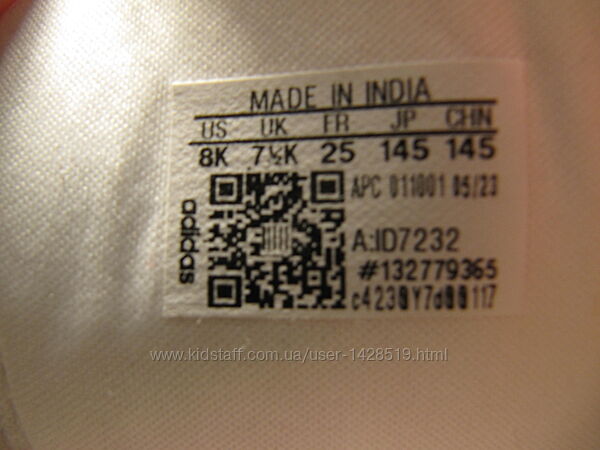 MADE IN INDIA
US UK FR JP CHN
8K 7½K 25 145 145
APC 011001 05/23
adidas
A:ID7232
#132779365
c4230Y7d00117
www.kidstaff.com.ua/user-1428519.html